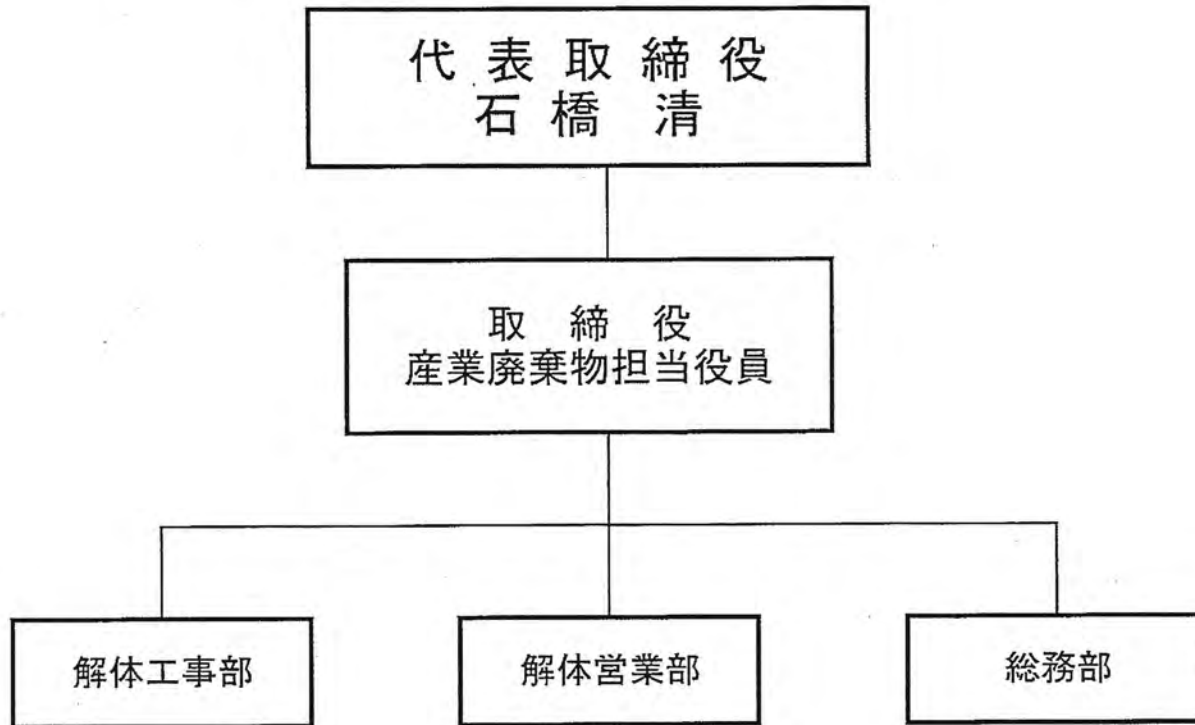 代表取締役
石橋 清
取締役
産業廃棄物担当役員
解体工事部
解体営業部
総務部